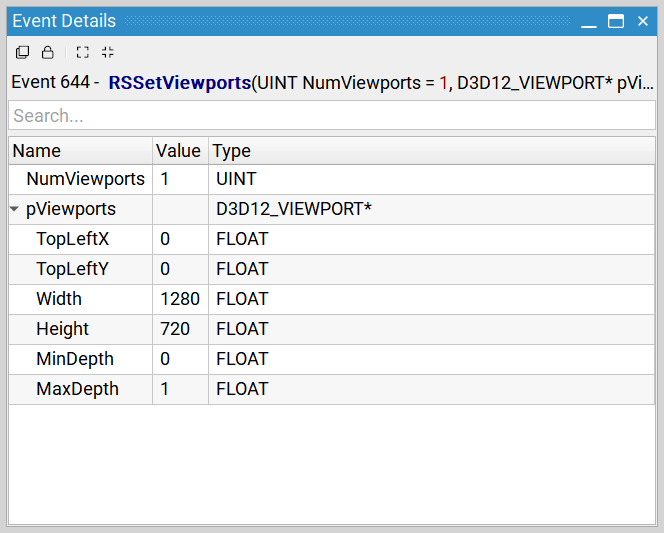 Event Details
Event 644 - RSSetViewports(UINT NumViewports = 1, D3D12_VIEWPORT* pVi...
Search...
Name Value Type
NumViewports 1 UINT
pViewports D3D12_VIEWPORT*
TopLeftX 0 FLOAT
TopLeftY 0 FLOAT
Width 1280 FLOAT
Height 720 FLOAT
MinDepth 0 FLOAT
MaxDepth 1 FLOAT